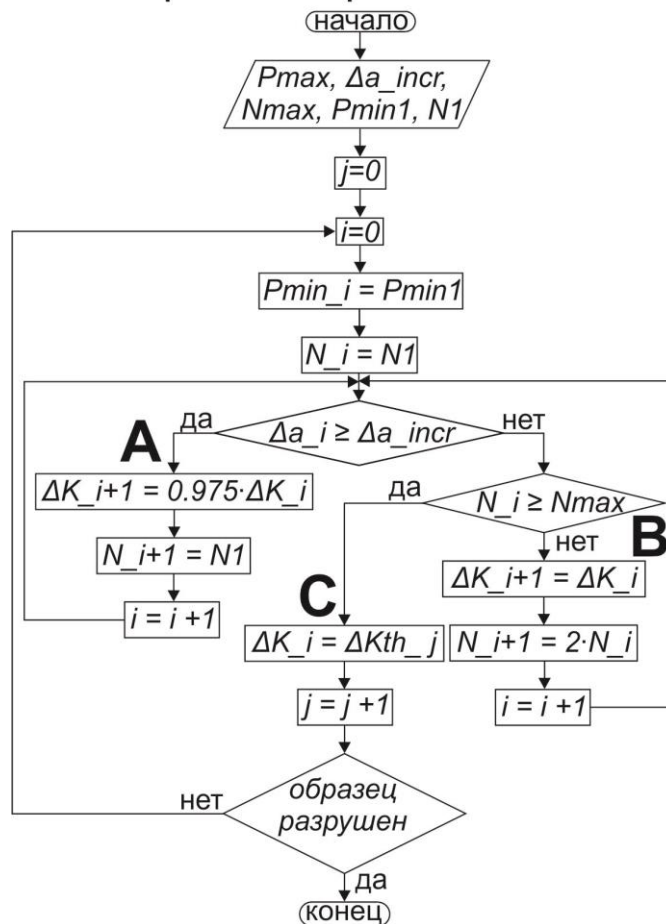 начало
Pmax, Δa_incr,
Nmax, Pmin1, N1
j=0
i=0
Pmin_i = Pmin1
N_i = N1
Δa_i ≥ Δa_incr
да
нет
A
ΔK_i+1 = 0.975·ΔK_i
N_i+1 = N1
i = i +1
N_i ≥ Nmax
да
нет
B
ΔK_i+1 = ΔK_i
N_i+1 = 2·N_i
i = i +1
C
ΔK_i = ΔKth_j
j = j +1
образец
разрушен
нет
да
конец